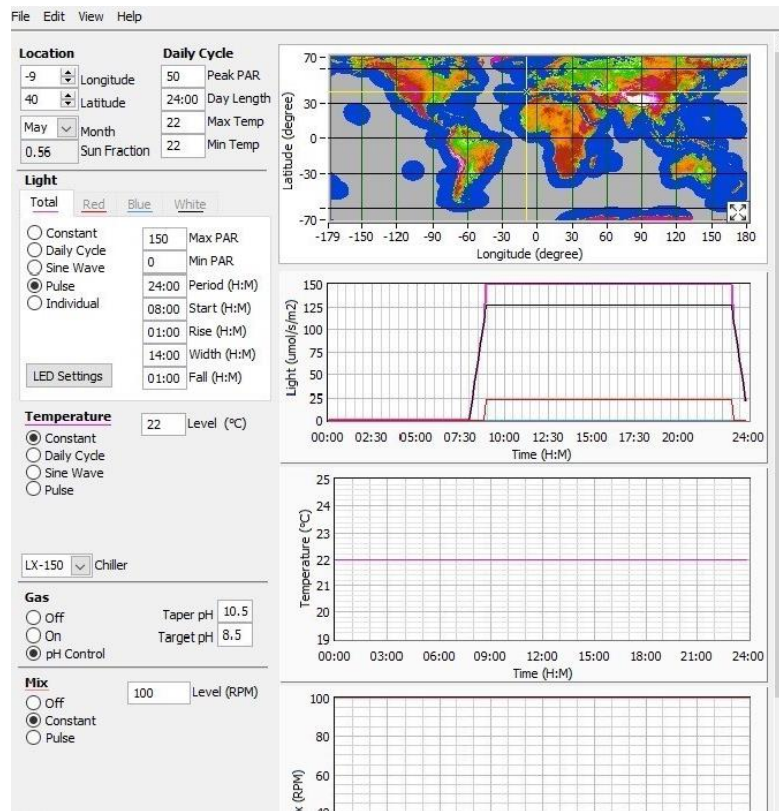 File Edit View Help
Location
-9 Longitude
40 Latitude
May Month
0.56 Sun Fraction
Daily Cycle
50 Peak PAR
24:00 Day Length
22 Max Temp
22 Min Temp
Light
Total Red Blue White
Constant
Daily Cycle
Sine Wave
Pulse
Individual
150 Max PAR
0 Min PAR
24:00 Period (H:M)
08:00 Start (H:M)
01:00 Rise (H:M)
14:00 Width (H:M)
01:00 Fall (H:M)
LED Settings
Temperature
Constant
Daily Cycle
Sine Wave
Pulse
22 Level (°C)
LX-150 Chiller
Gas
Off
On
pH Control
Taper pH 10.5
Target pH 8.5
Mix
Off
Constant
Pulse
100 Level (RPM)
Latitude (degree)
70
30
0
-30
-70
-179 -150 -120 -90 -60 -30 0 30 60 90 120 150 180
Longitude (degree)
Light (umol/s/m2)
150
125
100
75
50
25
0
00:00 02:30 05:00 07:30 10:00 12:30 15:00 17:30 20:00 24:00
Time (H:M)
Temperature (°C)
25
24
23
22
21
20
19
00:00 03:00 06:00 09:00 12:00 15:00 18:00 21:00 24:00
Time (H:M)
100
80
60
(RPM)